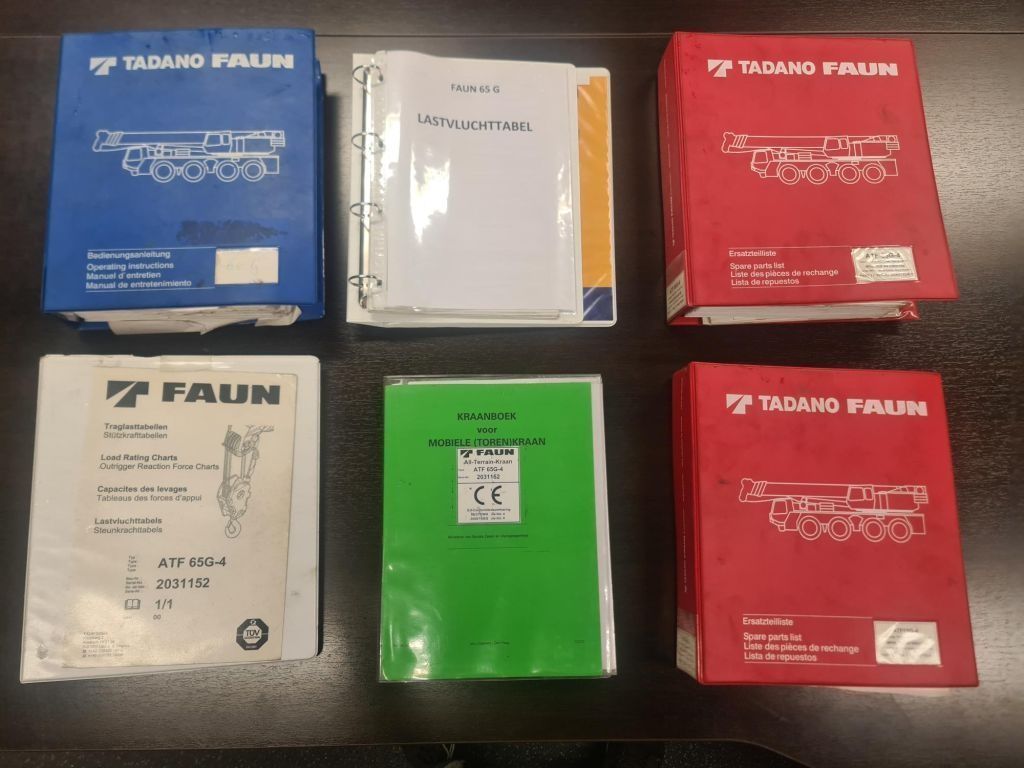 TADANO FAUN
Bedienungsanleitung
Operating instructions
Manuel d'entretien
Manual de entretenimiento
FAUN 65 G
LASTVLUCHTTABEL
TADANO FAUN
Ersatzteilliste
Spare parts list
Liste des pièces de rechange
Lista de repuestos
FAUN
Traglasttabellen
Stützkrafttabellen
Load Rating Charts
Outrigger Reaction Force Charts
Capacites des levages
Tableaus des forces d'appui
Lastvluchttabels
Steunkrachttabels
ATF 65G-4
2031152
1/1
00
TÜV
KRAANBOEK
voor
MOBIELE (TOREN)KRAAN
FAUN
All-Terrain-Kraan
ATF 65G-4
2031152
CE
TADANO FAUN
Ersatzteilliste
Spare parts list
Liste des pièces de rechange
Lista de repuestos